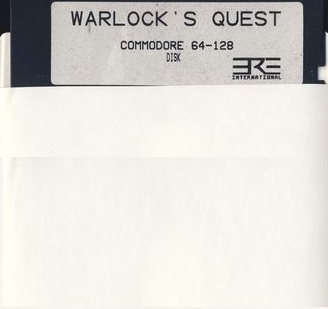 WARLOCK'S QUEST
COMMODORE 64-128
DISK
ERE
INTERNATIONAL